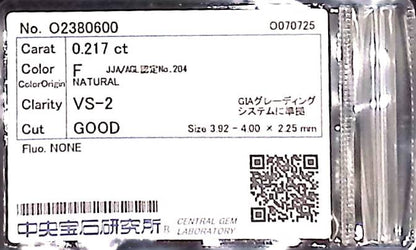 No. O2380600 O070725
Carat 0.217 ct
Color F JJA/AGL認定No.204
ColorOrigin NATURAL
Clarity VS-2 GIAグレーディング
システムに準拠
Cut GOOD Size 3.92 - 4.00 × 2.25 mm
Fluo. NONE
中央宝石研究所® CENTRAL GEM
LABORATORY